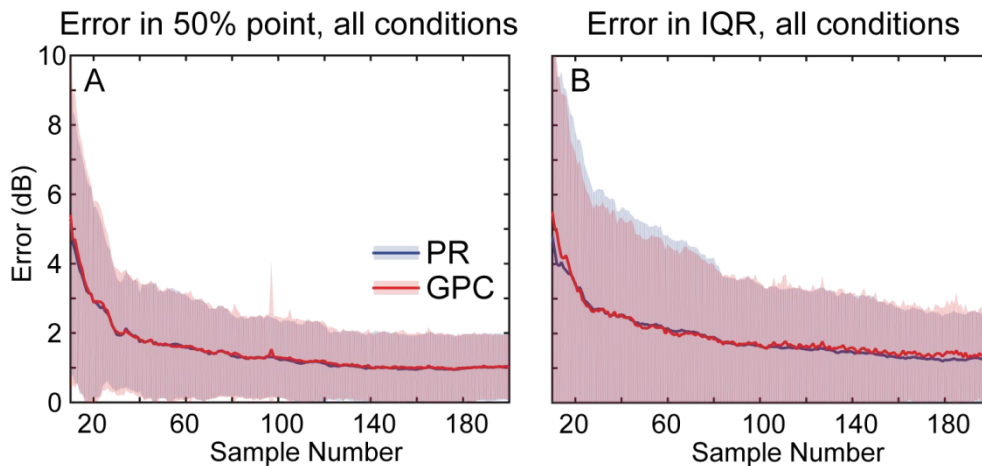 Error in 50% point, all conditions
Error in IQR, all conditions
A
B
10
8
6
4
2
0
Error (dB)
PR
GPC
20 60 100 140 180
20 60 100 140 180
Sample Number
Sample Number